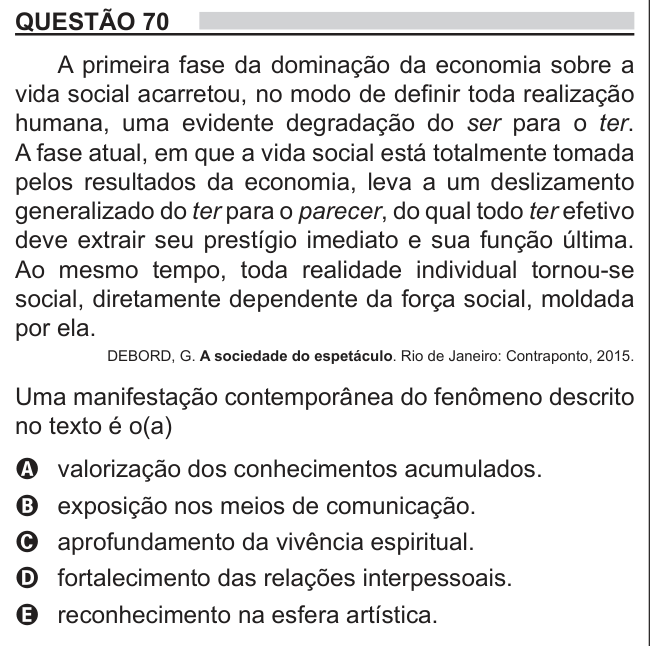 QUESTÃO 70
A primeira fase da dominação da economia sobre a
vida social acarretou, no modo de definir toda realização
humana, uma evidente degradação do ser para o ter.
A fase atual, em que a vida social está totalmente tomada
pelos resultados da economia, leva a um deslizamento
generalizado do ter para o parecer, do qual todo ter efetivo
deve extrair seu prestígio imediato e sua função última.
Ao mesmo tempo, toda realidade individual tornou-se
social, diretamente dependente da força social, moldada
por ela.
DEBORD, G. A sociedade do espetáculo. Rio de Janeiro: Contraponto, 2015.
Uma manifestação contemporânea do fenômeno descrito
no texto é o(a)
A valorização dos conhecimentos acumulados.
B exposição nos meios de comunicação.
C aprofundamento da vivência espiritual.
D fortalecimento das relações interpessoais.
E reconhecimento na esfera artística.